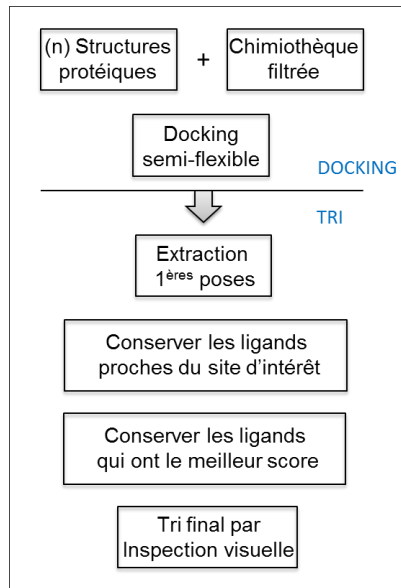 (n) Structures
protéiques
+
Chimiothèque
filtrée
Docking
semi-flexible
DOCKING
TRI
Extraction
1ères poses
Conserver les ligands
proches du site d'intérêt
Conserver les ligands
qui ont le meilleur score
Tri final par
Inspection visuelle